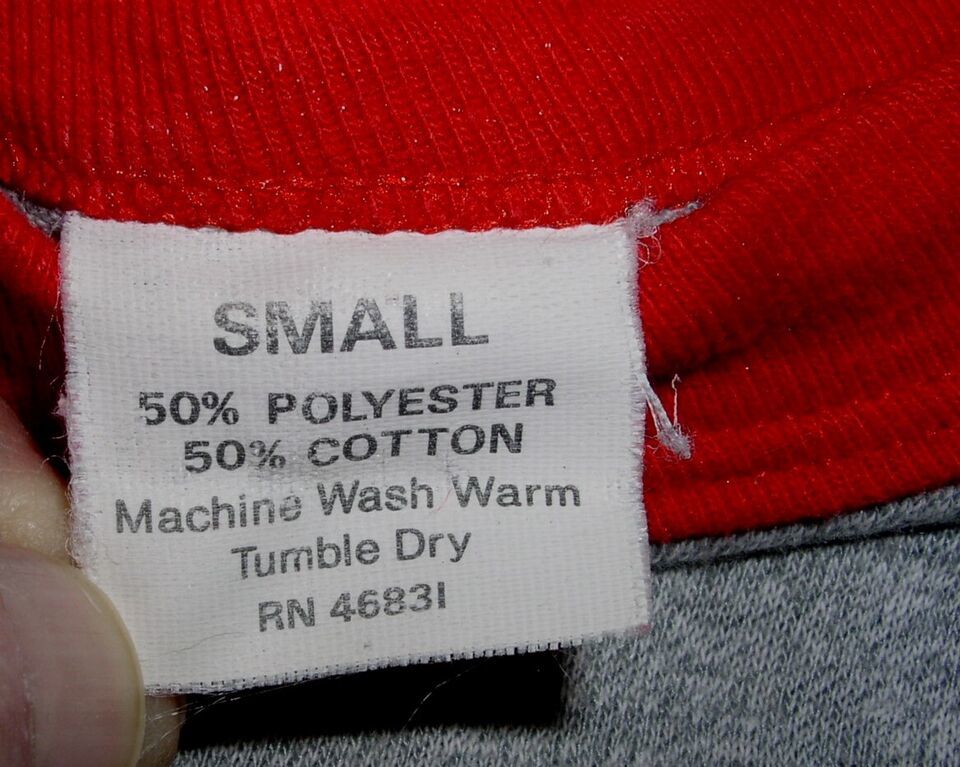 SMALL
50% POLYESTER
50% COTTON
Machine Wash Warm
Tumble Dry
RN 46831